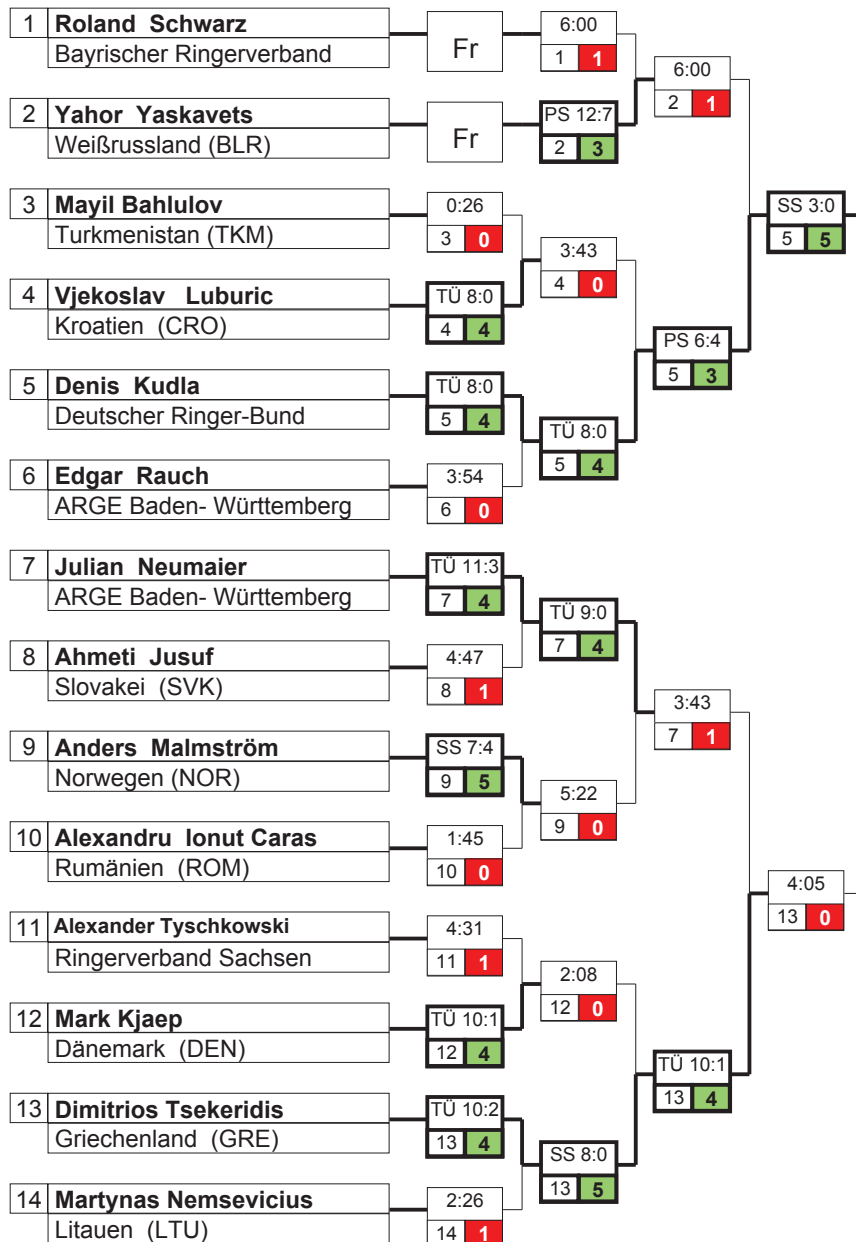 1 Roland Schwarz
Bayrischer Ringerverband
Fr
6:00
1 1
6:00
2 1
2 Yahor Yaskavets
Weißrussland (BLR)
Fr
PS 12:7
2 3
3 Mayil Bahlulov
Turkmenistan (TKM)
0:26
3 0
3:43
4 0
SS 3:0
5 5
4 Vjekoslav Luburic
Kroatien (CRO)
TÜ 8:0
4 4
PS 6:4
5 3
5 Denis Kudla
Deutscher Ringer-Bund
TÜ 8:0
5 4
TÜ 8:0
5 4
6 Edgar Rauch
ARGE Baden- Württemberg
3:54
6 0
7 Julian Neumaier
ARGE Baden- Württemberg
TÜ 11:3
7 4
TÜ 9:0
7 4
8 Ahmeti Jusuf
Slovakei (SVK)
4:47
8 1
3:43
7 1
9 Anders Malmström
Norwegen (NOR)
SS 7:4
9 5
5:22
9 0
10 Alexandru Ionut Caras
Rumänien (ROM)
1:45
10 0
4:05
13 0
11 Alexander Tyschkowski
Ringerverband Sachsen
4:31
11 1
2:08
12 0
12 Mark Kjaep
Dänemark (DEN)
TÜ 10:1
12 4
TÜ 10:1
13 4
13 Dimitrios Tsekeridis
Griechenland (GRE)
TÜ 10:2
13 4
SS 8:0
13 5
14 Martynas Nemsevicius
Litauen (LTU)
2:26
14 1